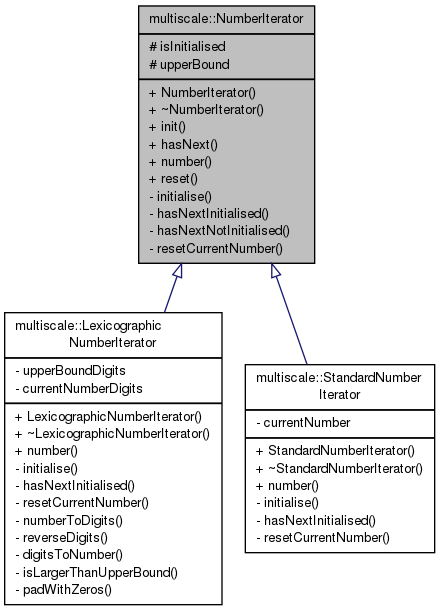 multiscale::NumberIterator
# isInitialised
# upperBound
+ NumberIterator()
+ ~NumberIterator()
+ init()
+ hasNext()
+ number()
+ reset()
- initialise()
- hasNextInitialised()
- hasNextNotInitialised()
- resetCurrentNumber()
multiscale::Lexicographic
NumberIterator
- upperBoundDigits
- currentNumberDigits
+ LexicographicNumberIterator()
+ ~LexicographicNumberIterator()
+ number()
- initialise()
- hasNextInitialised()
- resetCurrentNumber()
- numberToDigits()
- reverseDigits()
- digitsToNumber()
- isLargerThanUpperBound()
- padWithZeros()
multiscale::StandardNumber
Iterator
- currentNumber
+ StandardNumberIterator()
+ ~StandardNumberIterator()
+ number()
- initialise()
- hasNextInitialised()
- resetCurrentNumber()